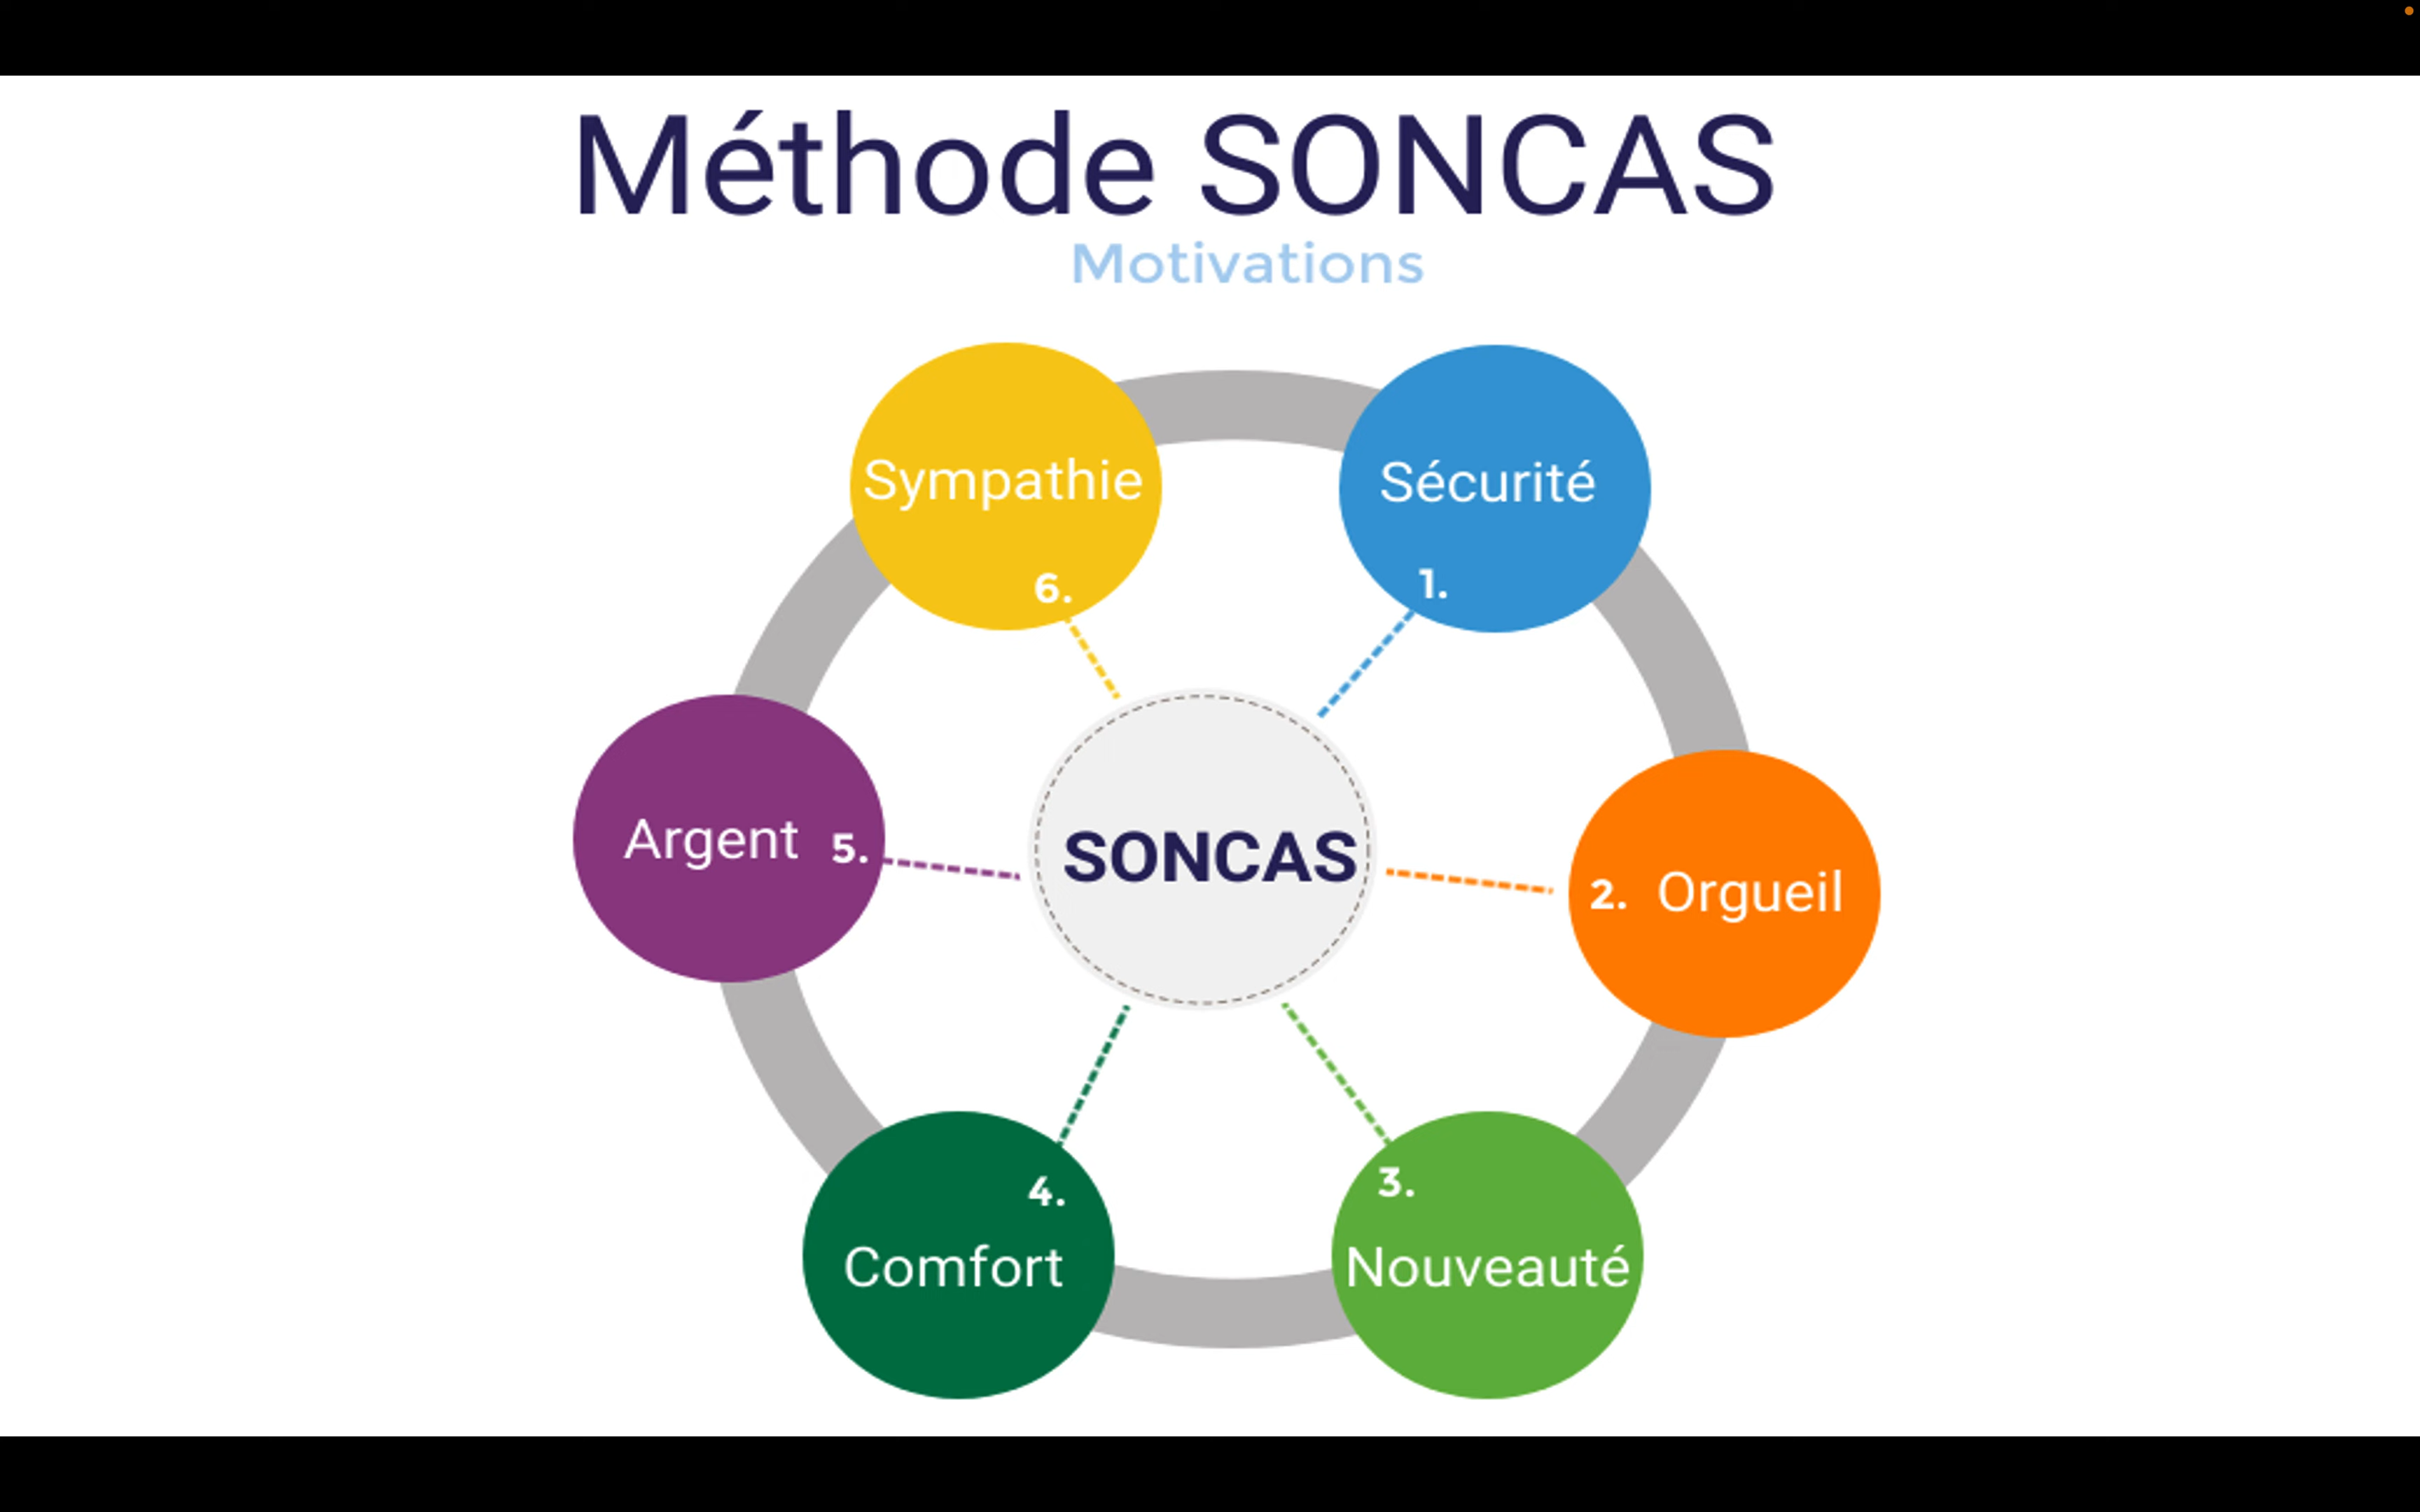 Méthode SONCAS
Motivations
Sympathie
6.
Sécurité
1.
Argent 5.
SONCAS
2. Orgueil
4.
Comfort
3.
Nouveauté